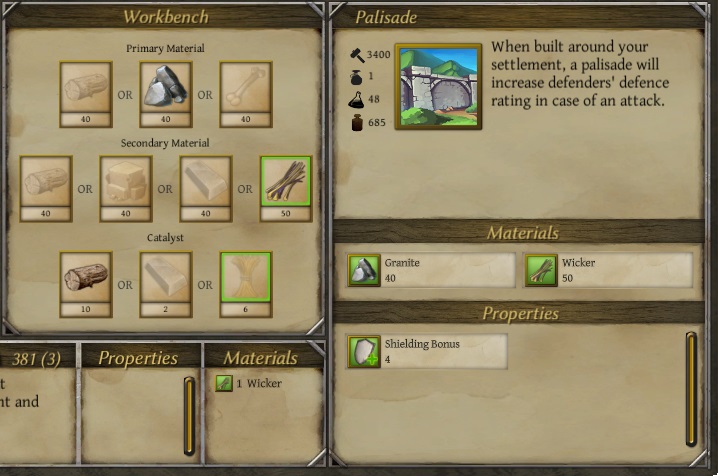 Workbench
Primary Material
OR
OR
40
40
40
Secondary Material
OR
OR
OR
40
40
40
50
Catalyst
OR
OR
10
2
6
381 (3)
t
nt and
Properties
Materials
1 Wicker
Palisade
3400
1
48
685
When built around your
settlement, a palisade will
increase defenders' defence
rating in case of an attack.
Materials
Granite
40
Wicker
50
Properties
Shielding Bonus
4